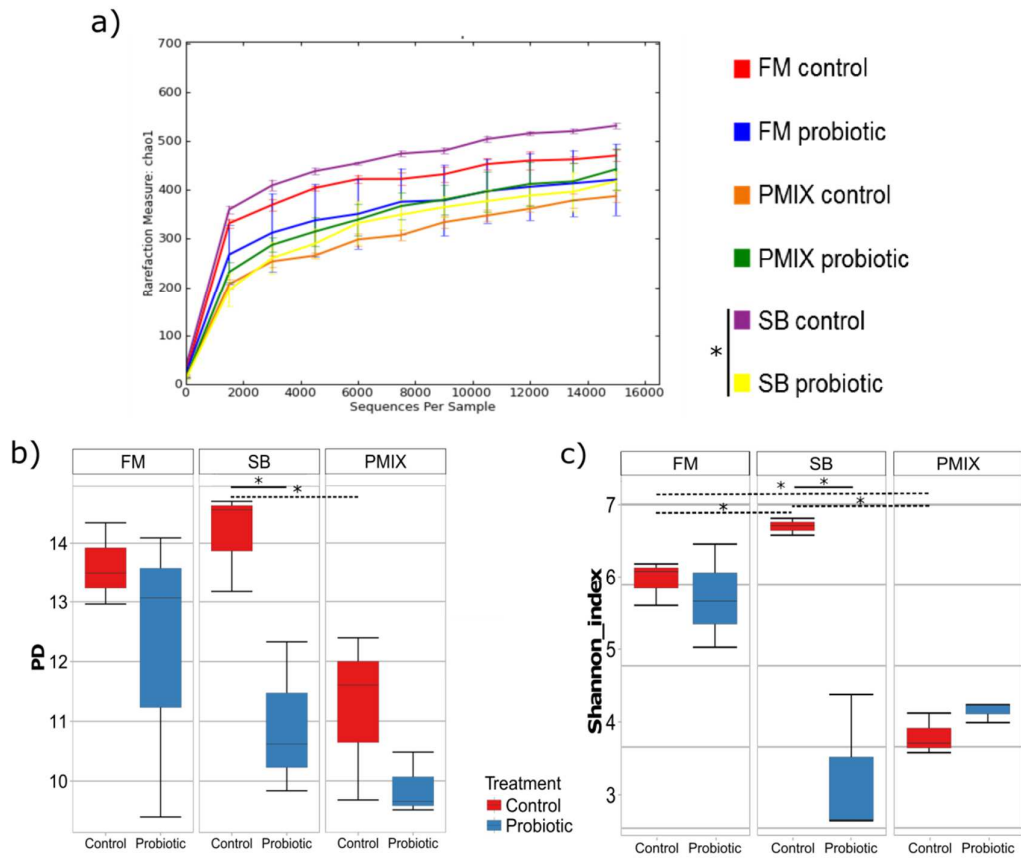 a)
700
600
500
400
300
200
100
0
Rarefaction Measure: chao1
0 2000 4000 6000 8000 10000 12000 14000 16000
Sequences Per Sample
FM control
FM probiotic
PMIX control
PMIX probiotic
SB control
*
SB probiotic
b)
FM SB PMIX
*
*
14
13
12
11
10
PD
Control Probiotic Control Probiotic Control Probiotic
Treatment
Control
Probiotic
c)
FM SB PMIX
* *
* *
7
6
5
4
3
Shannon_index
Control Probiotic Control Probiotic Control Probiotic